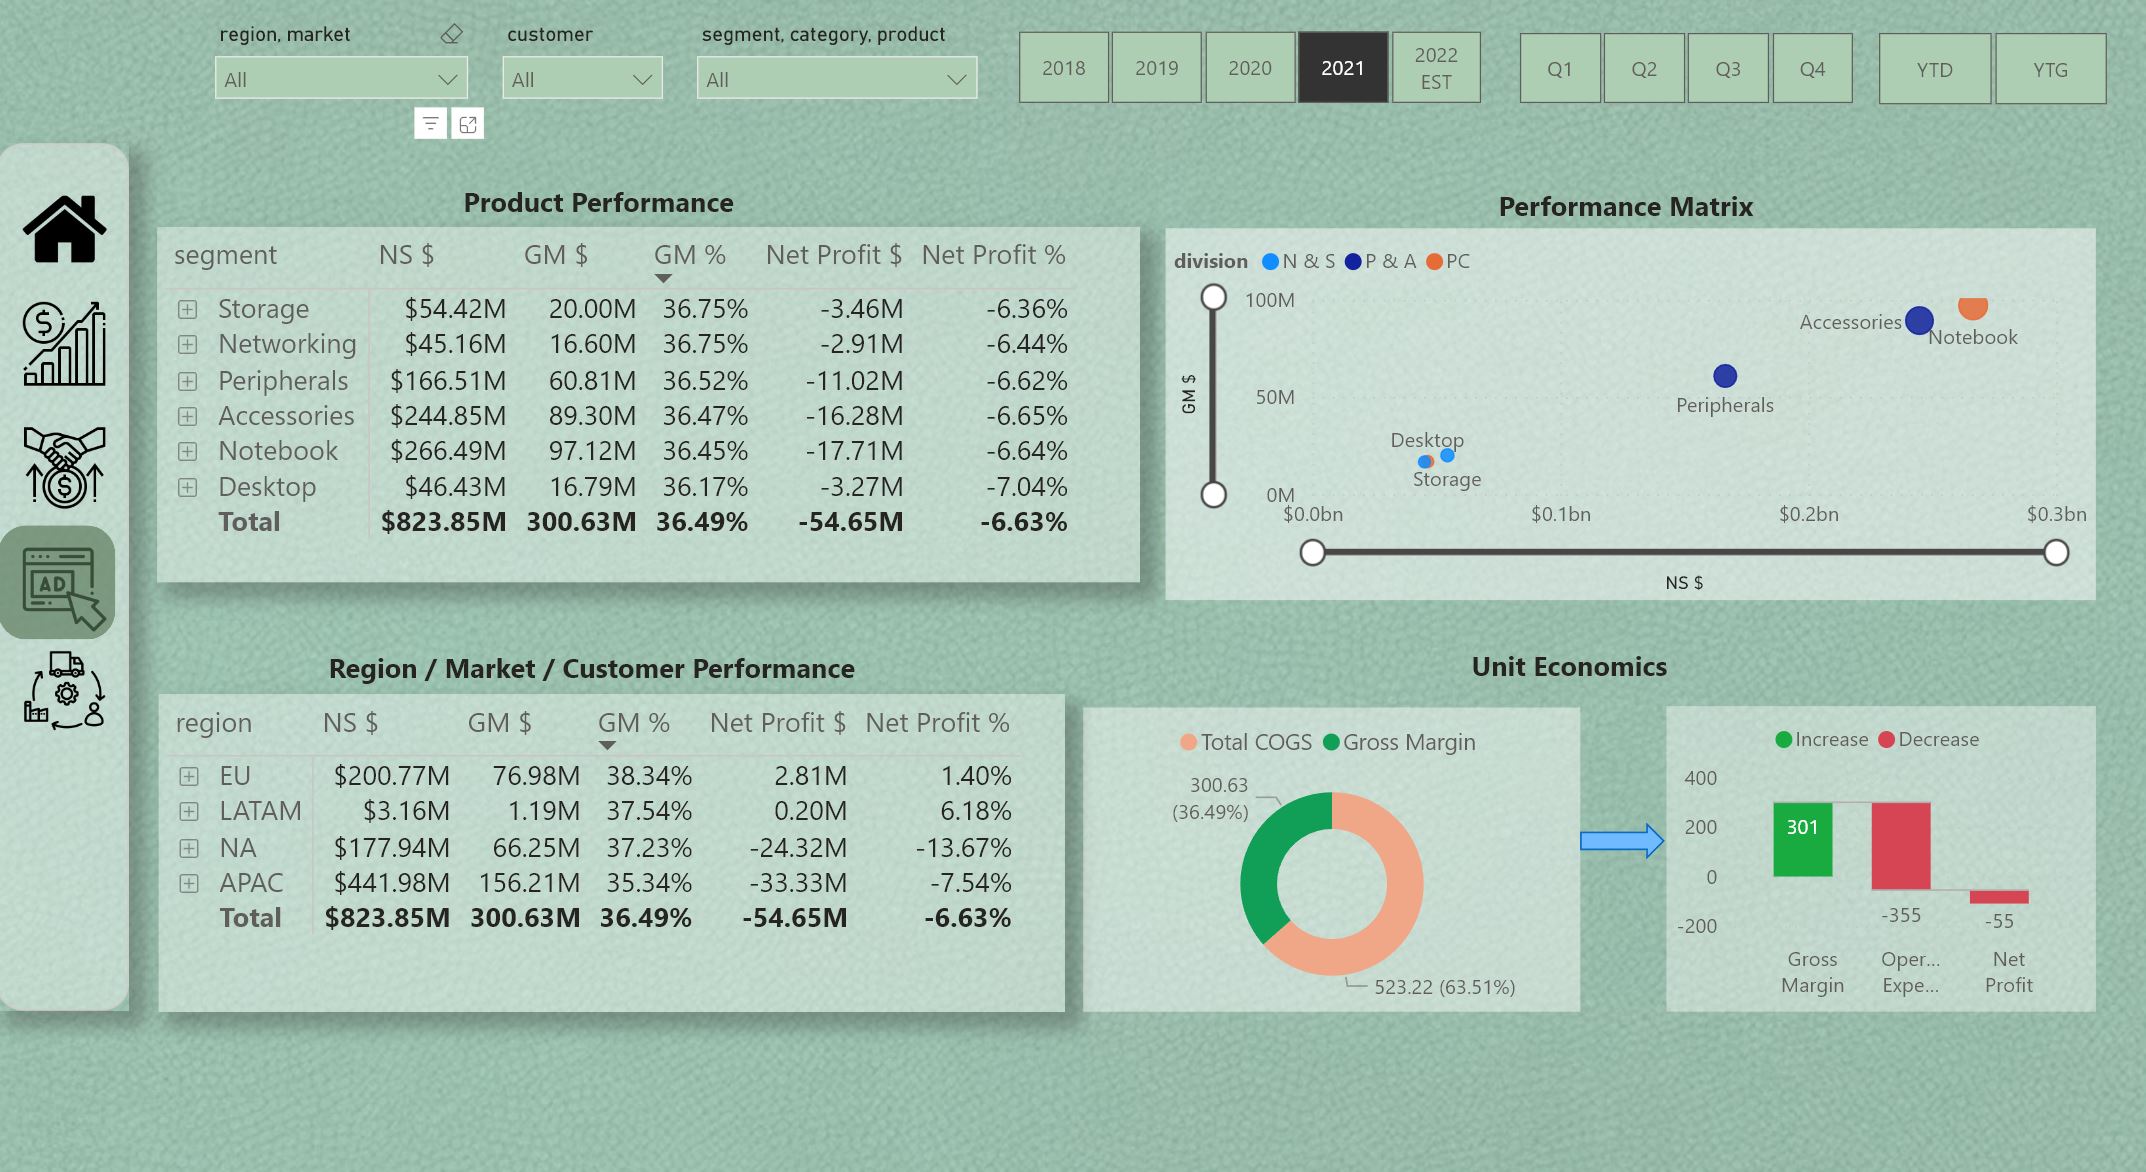 region, market
customer
segment, category, product
All
All
All
2018
2019
2020
2021
2022
EST
Q1
Q2
Q3
Q4
YTD
YTG
AD
Product Performance
segment NS $ GM $ GM % Net Profit $ Net Profit %
Storage $54.42M 20.00M 36.75% -3.46M -6.36%
Networking $45.16M 16.60M 36.75% -2.91M -6.44%
Peripherals $166.51M 60.81M 36.52% -11.02M -6.62%
Accessories $244.85M 89.30M 36.47% -16.28M -6.65%
Notebook $266.49M 97.12M 36.45% -17.71M -6.64%
Desktop $46.43M 16.79M 36.17% -3.27M -7.04%
Total $823.85M 300.63M 36.49% -54.65M -6.63%
Performance Matrix
division N & S P & A PC
100M
50M
0M
GM $
Accessories
Notebook
Peripherals
Desktop
Storage
$0.0bn $0.1bn $0.2bn $0.3bn
NS $
Region / Market / Customer Performance
region NS $ GM $ GM % Net Profit $ Net Profit %
EU $200.77M 76.98M 38.34% 2.81M 1.40%
LATAM $3.16M 1.19M 37.54% 0.20M 6.18%
NA $177.94M 66.25M 37.23% -24.32M -13.67%
APAC $441.98M 156.21M 35.34% -33.33M -7.54%
Total $823.85M 300.63M 36.49% -54.65M -6.63%
Unit Economics
Total COGS Gross Margin
300.63
(36.49%)
523.22 (63.51%)
Increase Decrease
400
200
0
-200
301
-355
-55
Gross
Margin
Oper...
Expe...
Net
Profit